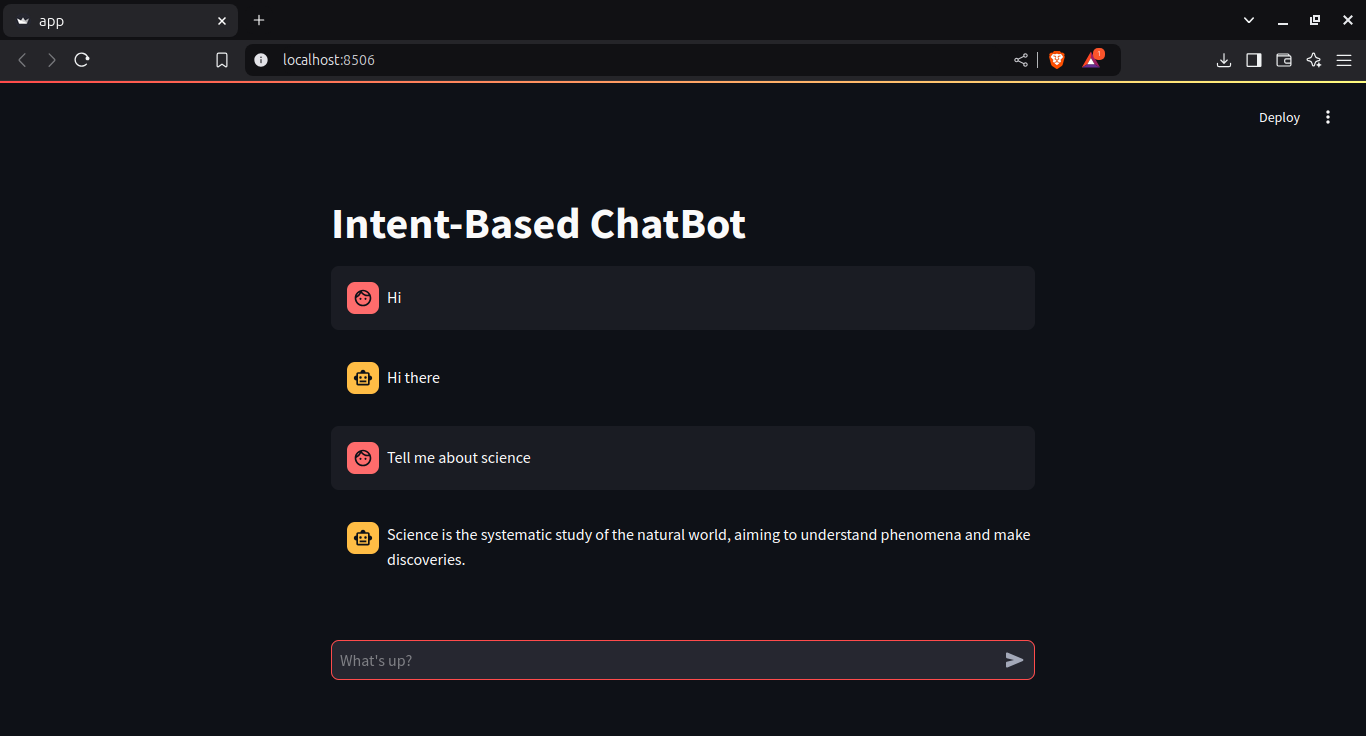 app
localhost:8506
1
Deploy
Intent-Based ChatBot
Hi
Hi there
Tell me about science
Science is the systematic study of the natural world, aiming to understand phenomena and make
discoveries.
What's up?